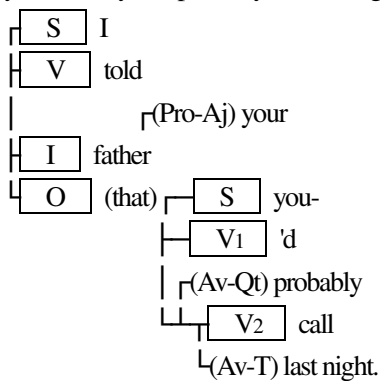 S I
V told
(Pro-Aj) your
I father
O (that) S you-
V1 'd
(Av-Qt) probably
V2 call
(Av-T) last night.